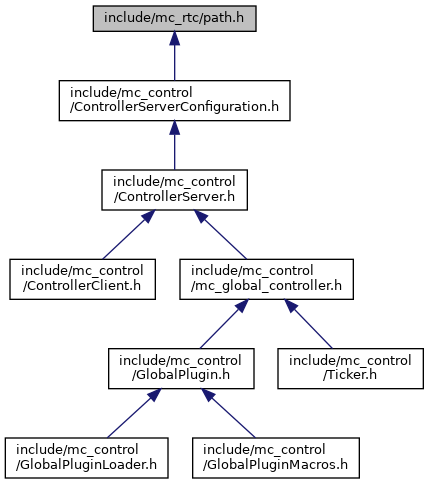 include/mc_rtc/path.h
include/mc_control
/ControllerServerConfiguration.h
include/mc_control
/ControllerServer.h
include/mc_control
/ControllerClient.h
include/mc_control
/mc_global_controller.h
include/mc_control
/GlobalPlugin.h
include/mc_control
/Ticker.h
include/mc_control
/GlobalPluginLoader.h
include/mc_control
/GlobalPluginMacros.h